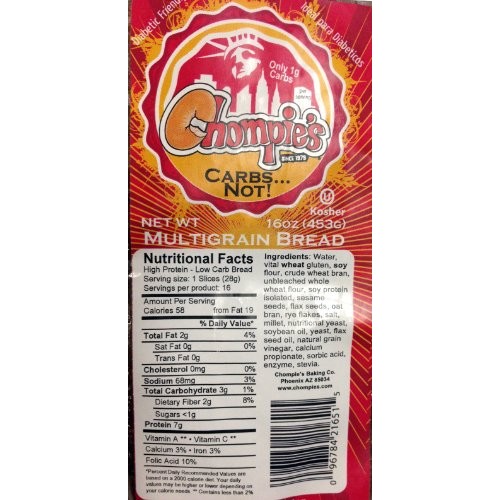 Diabetic Friendly
Ideal para Diabeticos
Only 1g
Carbs
per
serving
Chompie's
SINCE 1979
CARBS...
NOT!
U
Kosher
NET WT 16oz (453g)
MULTIGRAIN BREAD
Nutritional Facts
High Protein - Low Carb Bread
Serving size: 1 Slices (28g)
Servings per product: 16
Amount Per Serving
Calories 58 from Fat 19
% Daily Value*
Total Fat 2g 4%
Sat Fat 0g 0%
Trans Fat 0g
Cholesterol 0mg 0%
Sodium 68mg 3%
Total Carbohydrate 3g 1%
Dietary Fiber 2g 8%
Sugars <1g
Protein 7g
Vitamin A ** • Vitamin C **
Calcium 3% • Iron 3%
Folic Acid 10%
*Percent Daily Recommended Values are
based on a 2000 calorie diet. Your daily
values may be higher or lower depending on
your calorie needs. ** Contains less than 2%
Ingredients: Water,
vital wheat gluten, soy
flour, crude wheat bran,
unbleached whole
wheat flour, soy protein
isolated, sesame
seeds, flax seeds, oat
bran, rye flakes, salt,
millet, nutritional yeast,
soybean oil, yeast, flax
seed oil, natural grain
vinegar, calcium
propionate, sorbic acid,
enzyme, stevia.
Chompie's Baking Co.
Phoenix AZ 85034
www.chompies.com
0 96784 21651 5